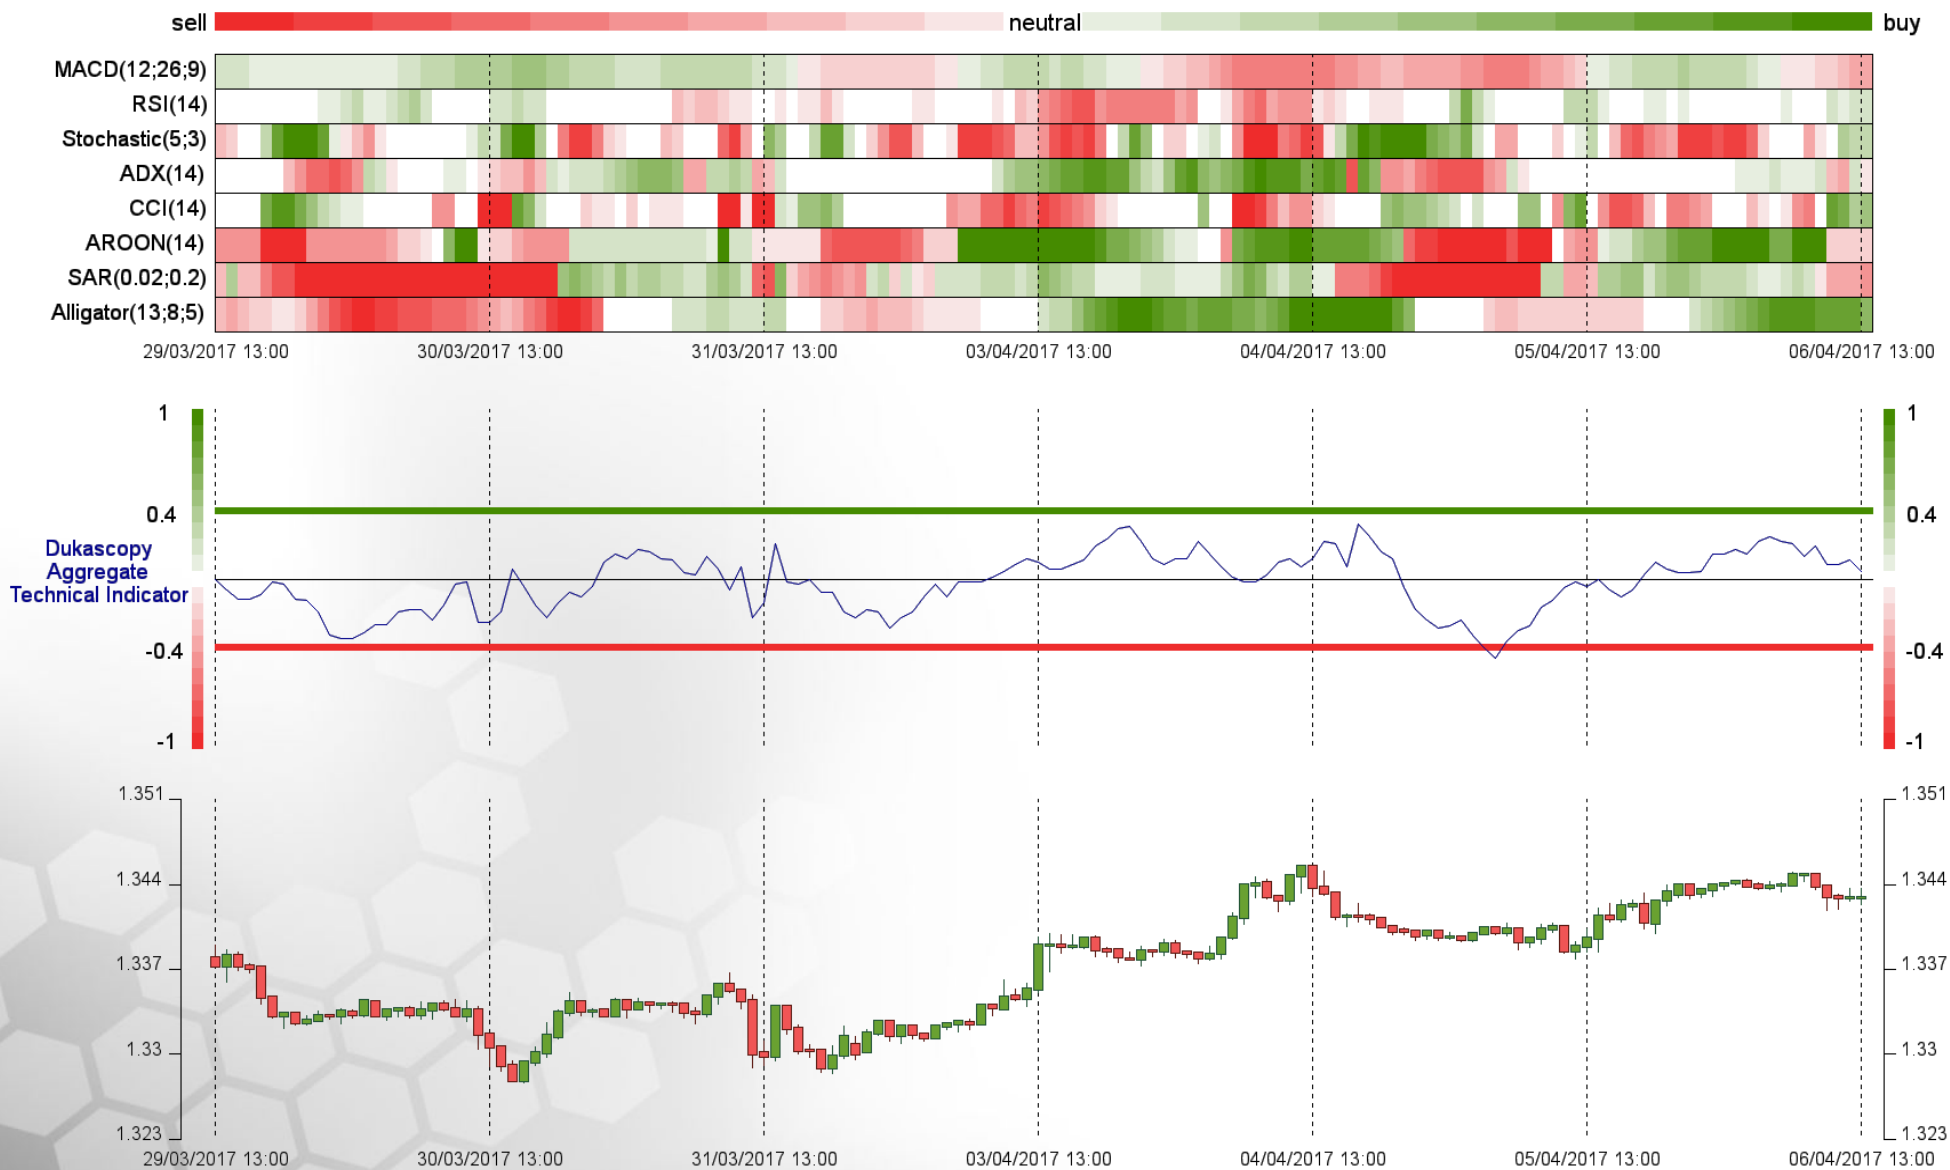 sell neutral buy
MACD(12;26;9)
RSI(14)
Stochastic(5;3)
ADX(14)
CCI(14)
AROON(14)
SAR(0.02;0.2)
Alligator(13;8;5)
29/03/2017 13:00 30/03/2017 13:00 31/03/2017 13:00 03/04/2017 13:00 04/04/2017 13:00 05/04/2017 13:00 06/04/2017 13:00
1 1
0.4 0.4
Dukascopy
Aggregate
Technical Indicator
-0.4 -0.4
-1 -1
1.351 1.351
1.344 1.344
1.337 1.337
1.33 1.33
1.323 1.323
29/03/2017 13:00 30/03/2017 13:00 31/03/2017 13:00 03/04/2017 13:00 04/04/2017 13:00 05/04/2017 13:00 06/04/2017 13:00